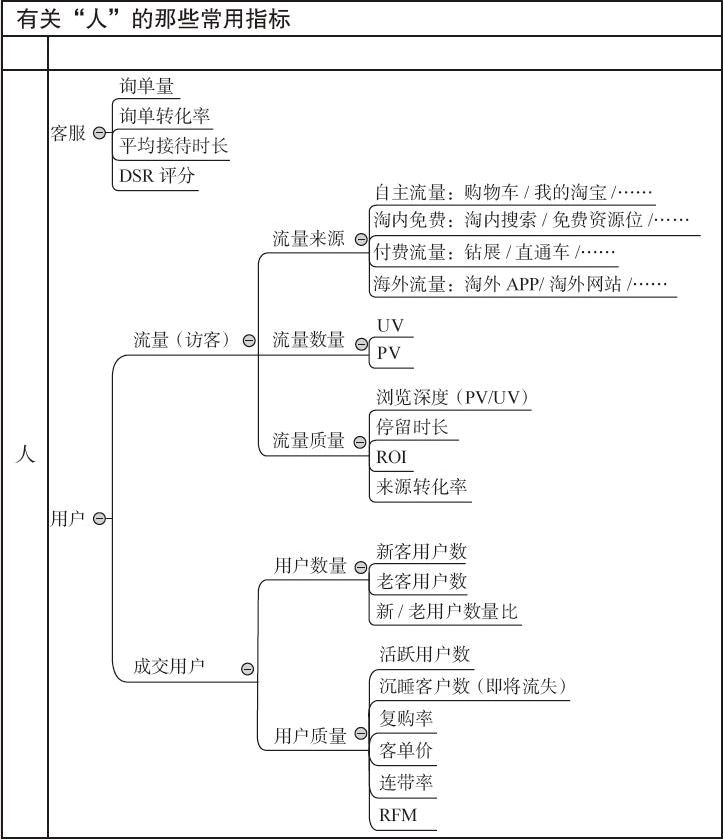 有关“人”的那些常用指标
人
客服
询单量
询单转化率
平均接待时长
DSR 评分
用户
流量（访客）
流量来源
自主流量：购物车 / 我的淘宝 /……
淘内免费：淘内搜索 / 免费资源位 /……
付费流量：钻展 / 直通车 /……
海外流量：淘外 APP/ 淘外网站 /……
流量数量
UV
PV
流量质量
浏览深度（PV/UV）
停留时长
ROI
来源转化率
成交用户
用户数量
新客用户数
老客用户数
新 / 老用户数量比
用户质量
活跃用户数
沉睡客户数（即将流失）
复购率
客单价
连带率
RFM